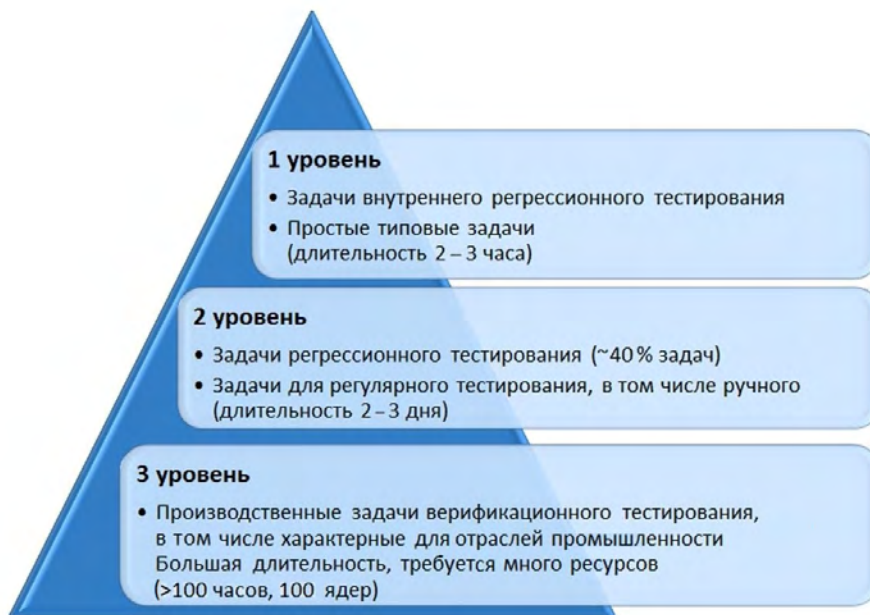 1 уровень
• Задачи внутреннего регрессионного тестирования
• Простые типовые задачи
(длительность 2 – 3 часа)
2 уровень
• Задачи регрессионного тестирования (~40 % задач)
• Задачи для регулярного тестирования, в том числе ручного
(длительность 2 – 3 дня)
3 уровень
• Производственные задачи верификационного тестирования,
в том числе характерные для отраслей промышленности
Большая длительность, требуется много ресурсов
(>100 часов, 100 ядер)